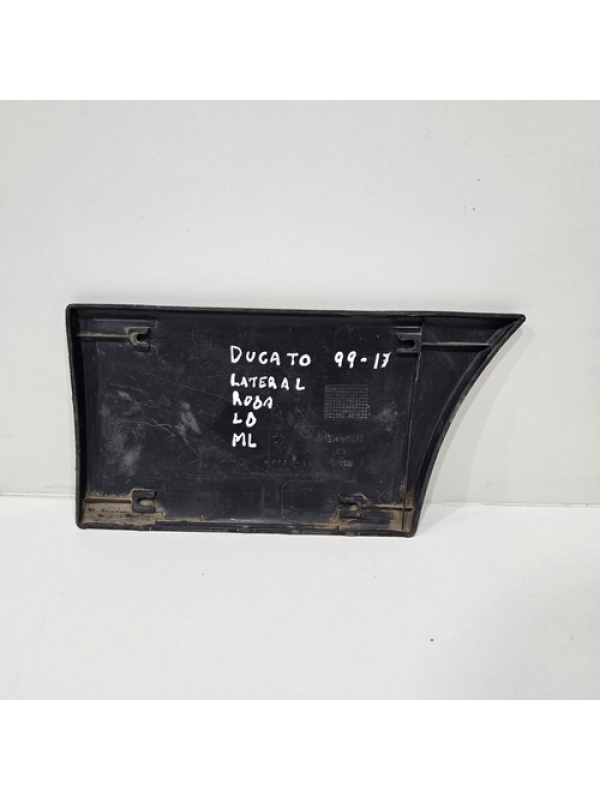 DUCATO 99-17
LATERAL
RODA
LD
ML